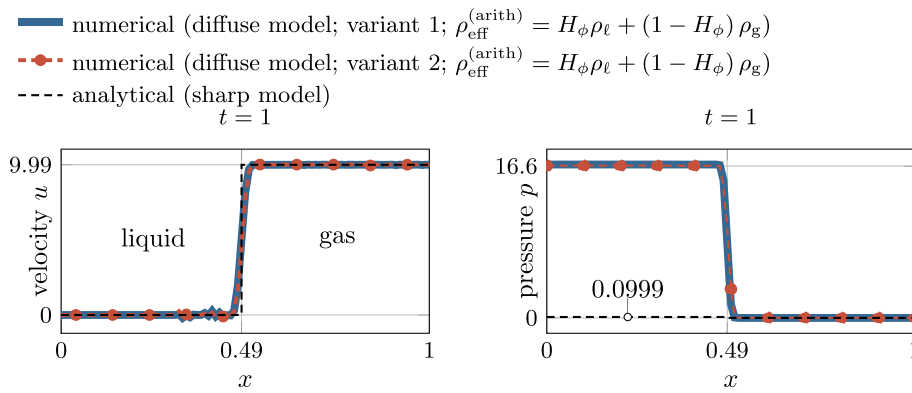 numerical (diffuse model; variant 1; ρ_eff^(arith) = H_ϕρ_ℓ + (1 − H_ϕ) ρ_g)
numerical (diffuse model; variant 2; ρ_eff^(arith) = H_ϕρ_ℓ + (1 − H_ϕ) ρ_g)
analytical (sharp model)
t = 1
velocity u
9.99
0
liquid
gas
0
0.49
1
x
t = 1
pressure p
16.6
0
0.0999
0
0.49
x